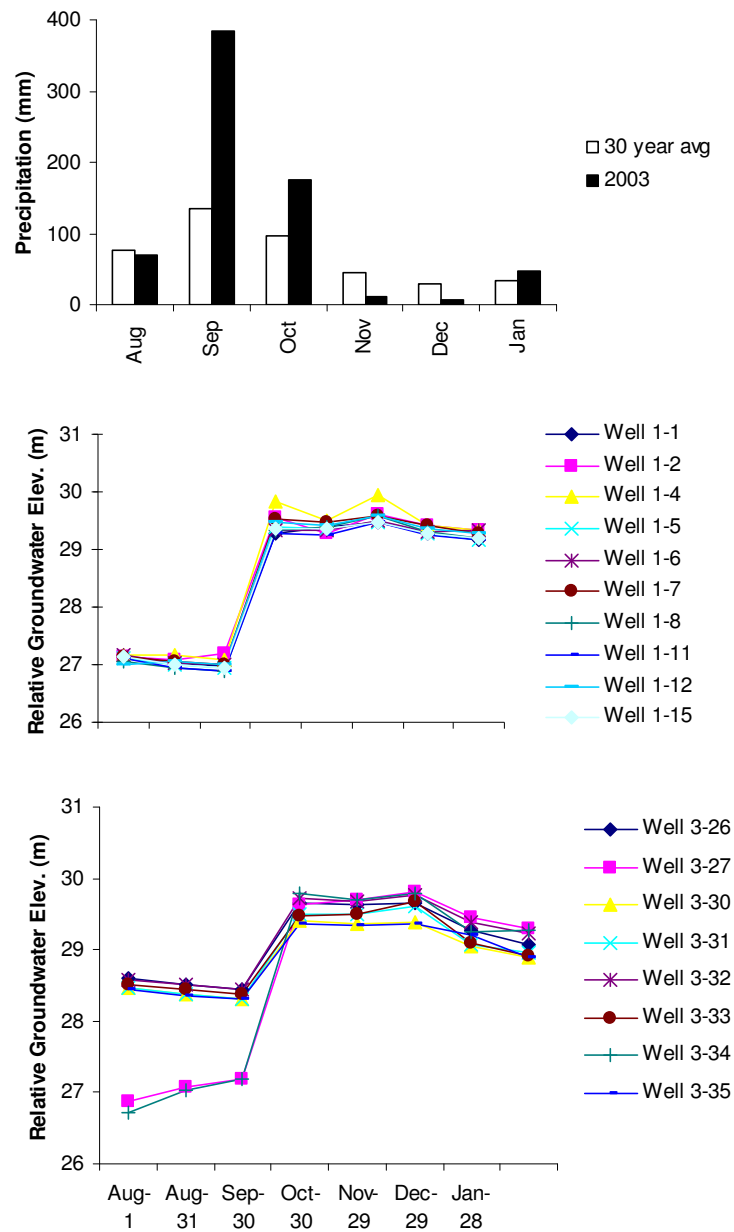 Precipitation (mm)
400
300
200
100
0
Aug
Sep
Oct
Nov
Dec
Jan
30 year avg
2003
Relative Groundwater Elev. (m)
31
30
29
28
27
26
Well 1-1
Well 1-2
Well 1-4
Well 1-5
Well 1-6
Well 1-7
Well 1-8
Well 1-11
Well 1-12
Well 1-15
Relative Groundwater Elev. (m)
31
30
29
28
27
26
Aug-
1
Aug-
31
Sep-
30
Oct-
30
Nov-
29
Dec-
29
Jan-
28
Well 3-26
Well 3-27
Well 3-30
Well 3-31
Well 3-32
Well 3-33
Well 3-34
Well 3-35